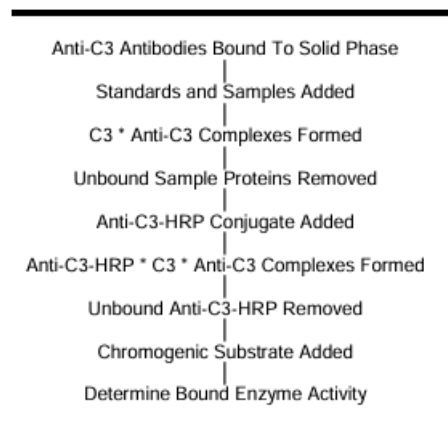 Anti-C3 Antibodies Bound To Solid Phase
Standards and Samples Added
C3 * Anti-C3 Complexes Formed
Unbound Sample Proteins Removed
Anti-C3-HRP Conjugate Added
Anti-C3-HRP * C3 * Anti-C3 Complexes Formed
Unbound Anti-C3-HRP Removed
Chromogenic Substrate Added
Determine Bound Enzyme Activity